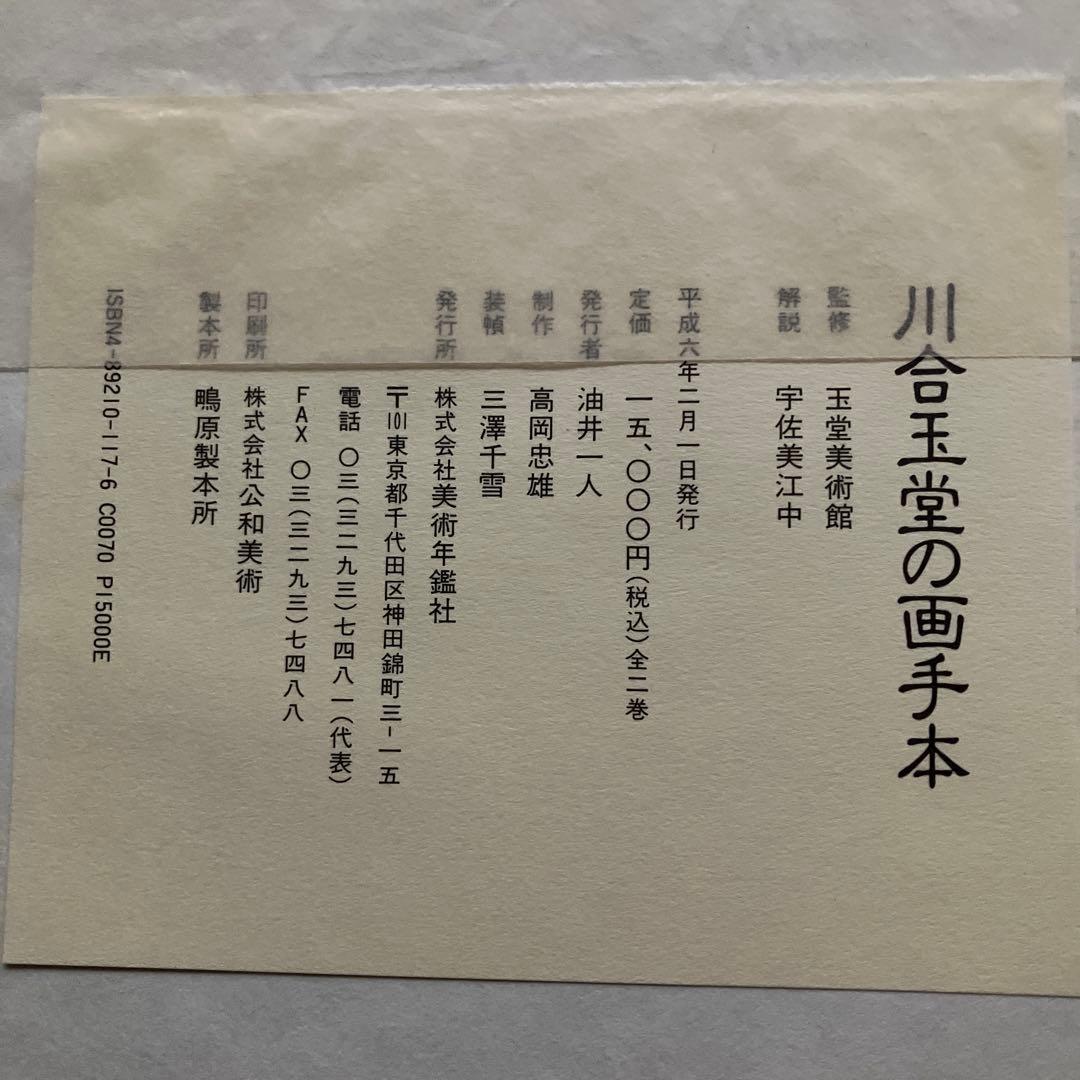 川合玉堂の画手本
監修 玉堂美術館
解説 宇佐美江中
平成六年二月一日発行
定価 一五、〇〇〇円(税込)全二巻
発行者 油井一人
制作 高岡忠雄
装幀 三澤千雪
発行所 株式会社美術年鑑社
〒101東京都千代田区神田錦町三-一五
電話 〇三(三二九三)七四八一(代表)
FAX 〇三(三二九三)七四八八
印刷所 株式会社公和美術
製本所 鴫原製本所
ISBN4-89210-117-6 C0070 P15000E